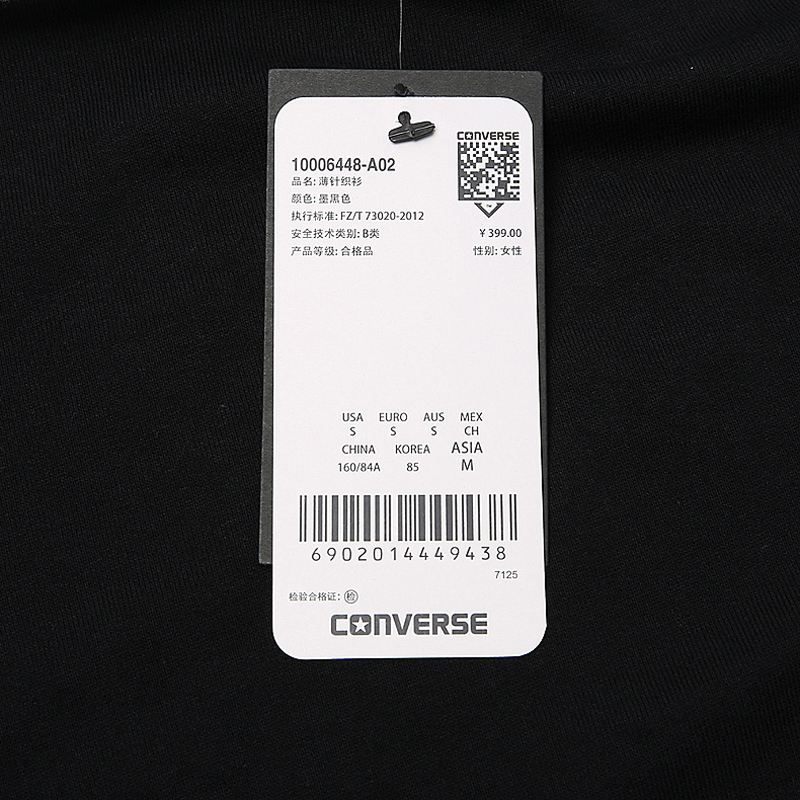 CONVERSE
10006448-A02
品名: 薄针织衫
颜色: 墨黑色
执行标准: FZ/T 73020-2012
安全技术类别: B类
¥ 399.00
产品等级: 合格品
性别: 女性
USA EURO AUS MEX
S S S CH
CHINA KOREA ASIA
160/84A 85 M
6902014449438
7125
检验合格证: 检
CONVERSE